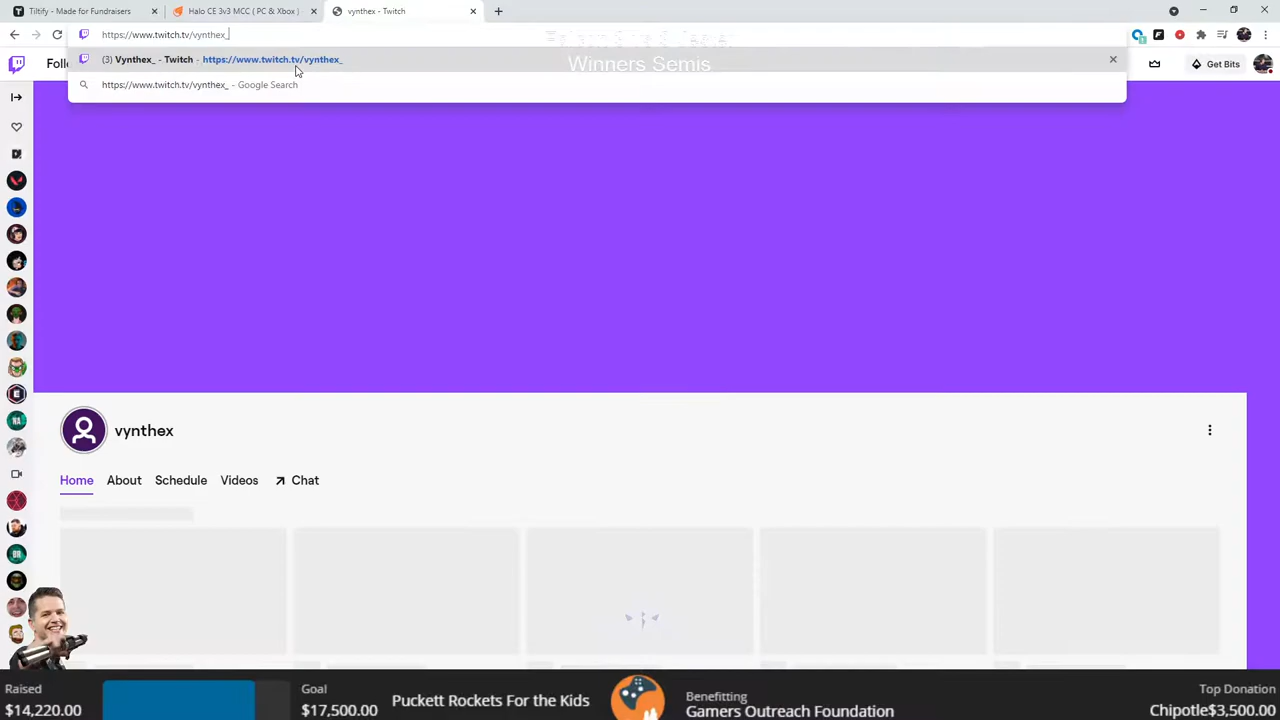 Tiltify - Made for Fundraisers
Halo CE 3v3 MCC ( PC & Xbox )
vynthex - Twitch
https://www.twitch.tv/vynthex_
(3) Vynthex_ - Twitch - https://www.twitch.tv/vynthex_
https://www.twitch.tv/vynthex_ - Google Search
Winners Semis
Foll
Get Bits
vynthex
Home
About
Schedule
Videos
Chat
Raised
$14,220.00
Goal
$17,500.00
Puckett Rockets For the Kids
Benefitting
Gamers Outreach Foundation
Top Donation
Chipotle$3,500.00